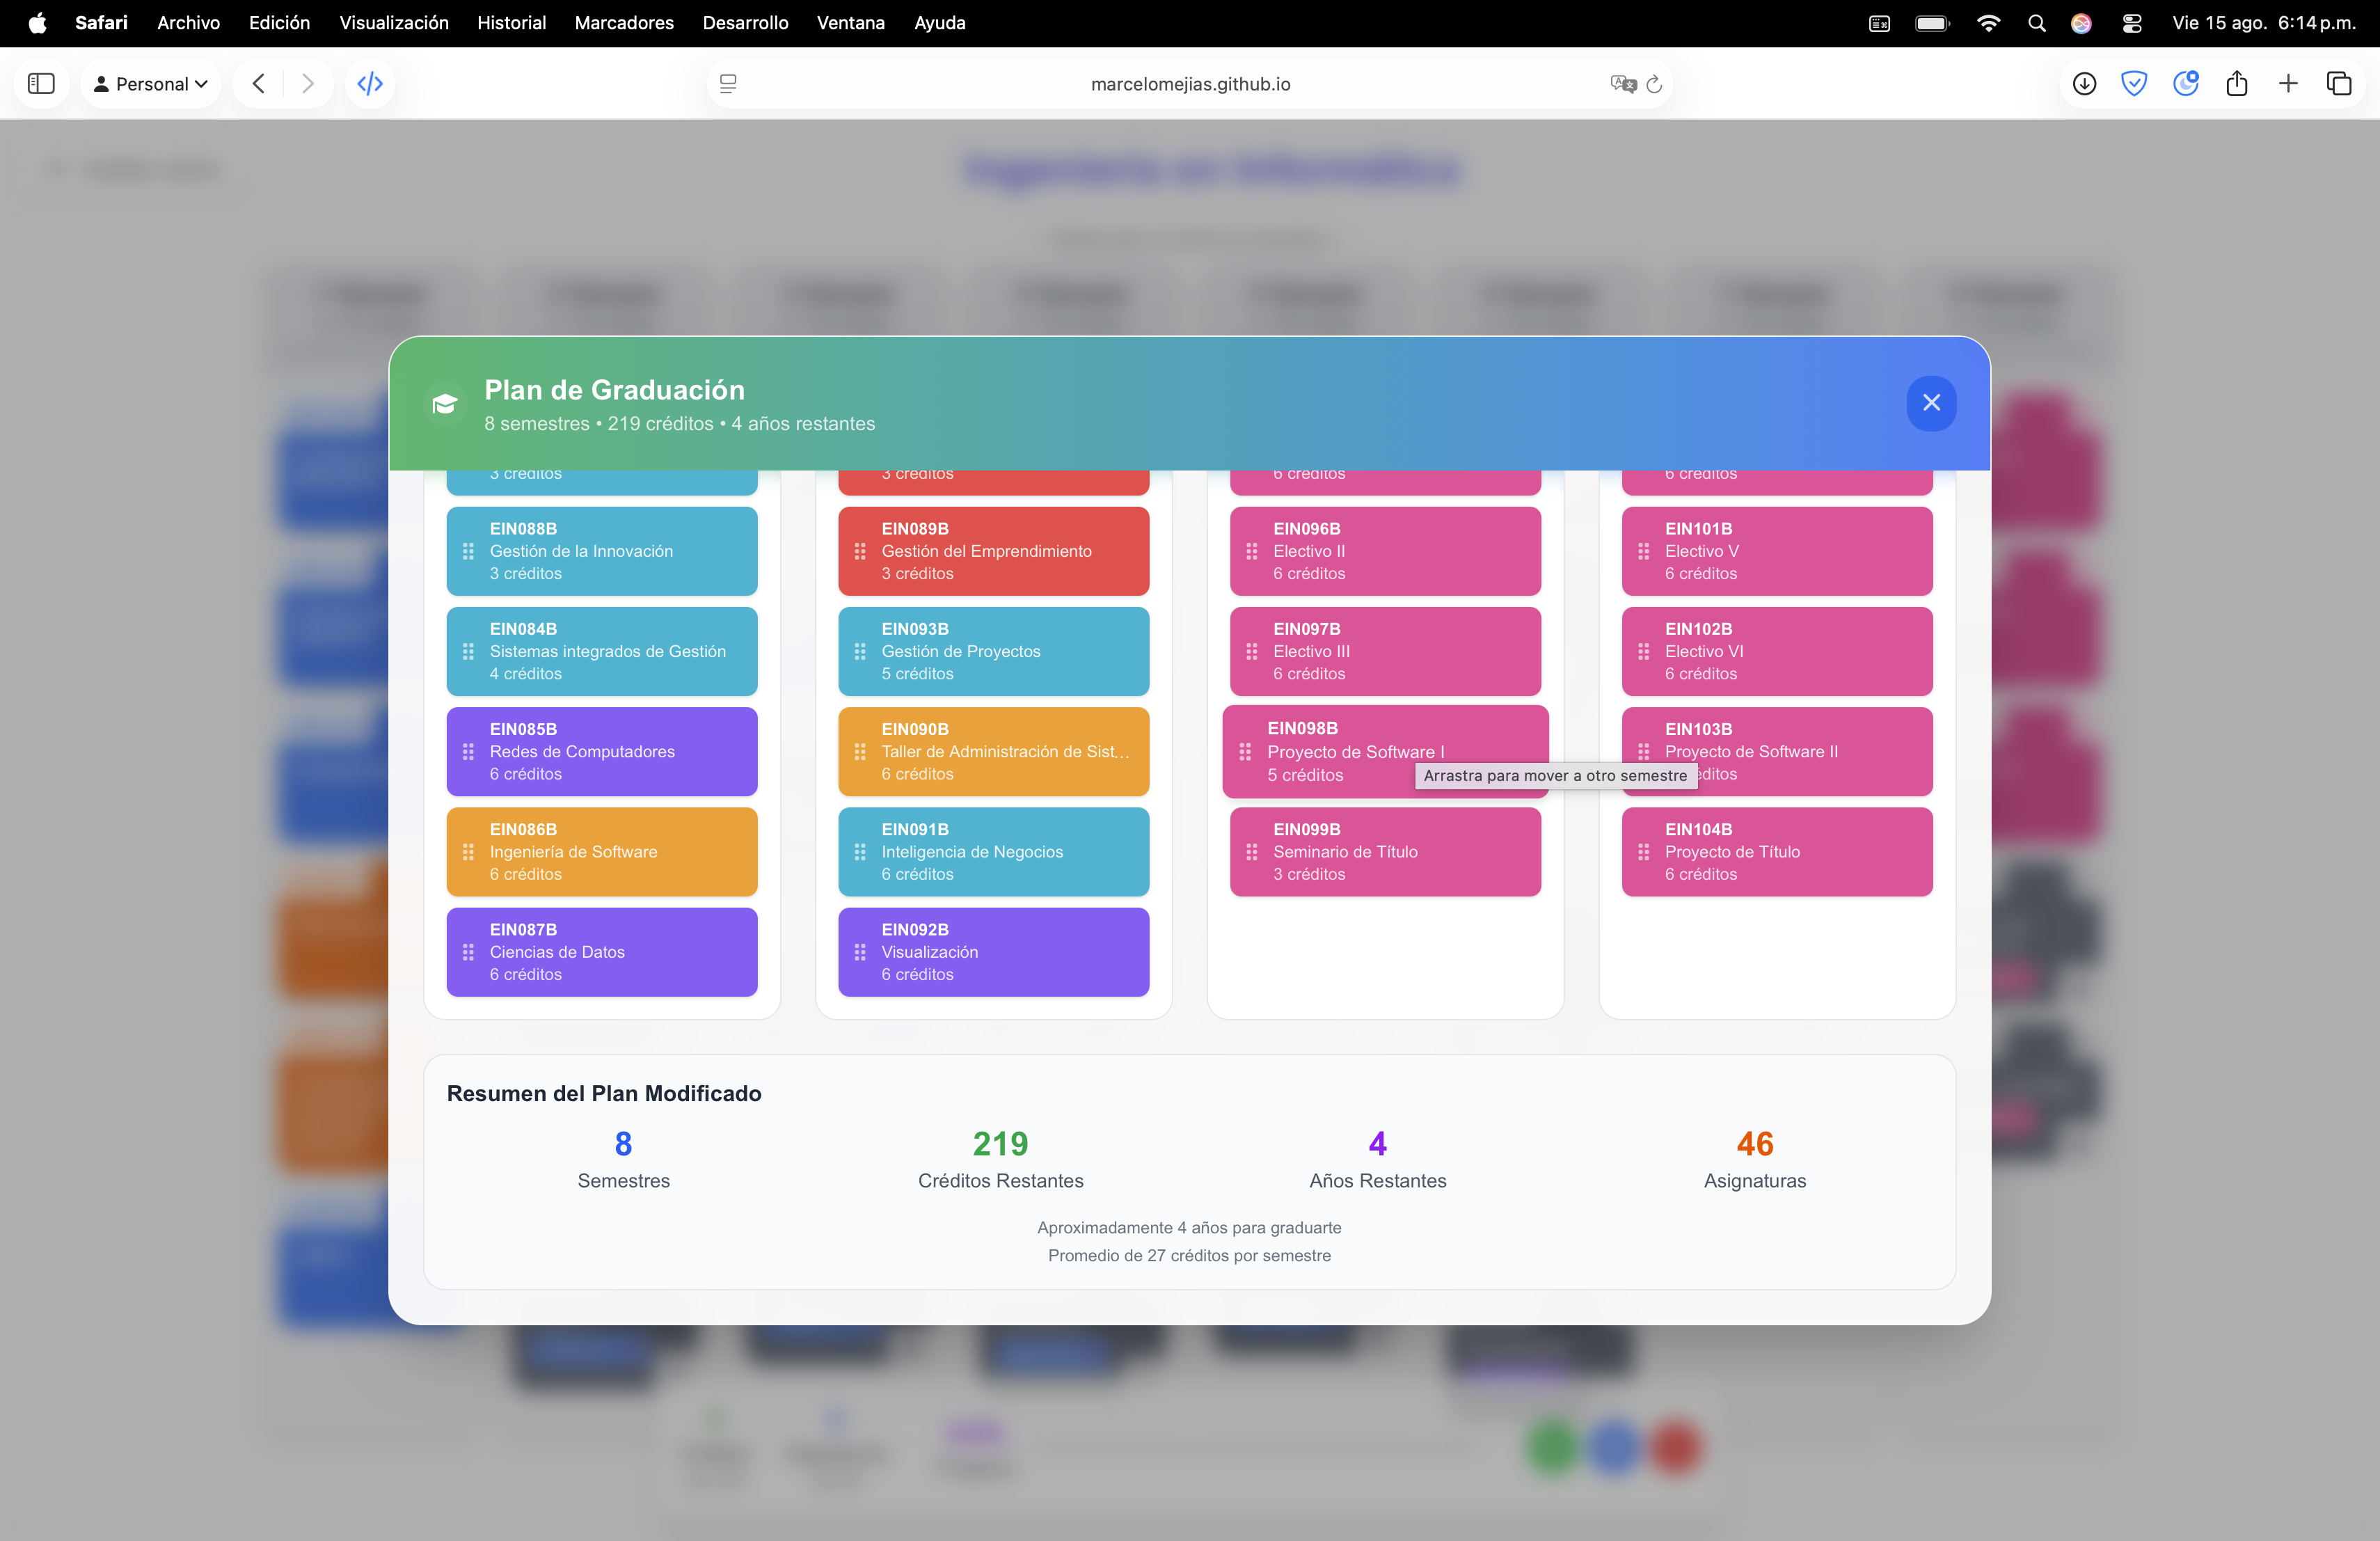 Safari Archivo Edición Visualización Historial Marcadores Desarrollo Ventana Ayuda Vie 15 ago. 6:14 p.m.
Personal marcelomejias.github.io
Ingeniería en Informática
Plan de Graduación
8 semestres • 219 créditos • 4 años restantes
3 créditos
EIN088B
Gestión de la Innovación
3 créditos
EIN084B
Sistemas integrados de Gestión
4 créditos
EIN085B
Redes de Computadores
6 créditos
EIN086B
Ingeniería de Software
6 créditos
EIN087B
Ciencias de Datos
6 créditos
3 créditos
EIN089B
Gestión del Emprendimiento
3 créditos
EIN093B
Gestión de Proyectos
5 créditos
EIN090B
Taller de Administración de Sist...
6 créditos
EIN091B
Inteligencia de Negocios
6 créditos
EIN092B
Visualización
6 créditos
6 créditos
EIN096B
Electivo II
6 créditos
EIN097B
Electivo III
6 créditos
EIN098B
Proyecto de Software I
5 créditos
Arrastra para mover a otro semestre
EIN099B
Seminario de Título
3 créditos
6 créditos
EIN101B
Electivo V
6 créditos
EIN102B
Electivo VI
6 créditos
EIN103B
Proyecto de Software II
EIN104B
Proyecto de Título
6 créditos
Resumen del Plan Modificado
8
Semestres
219
Créditos Restantes
4
Años Restantes
46
Asignaturas
Aproximadamente 4 años para graduarte
Promedio de 27 créditos por semestre